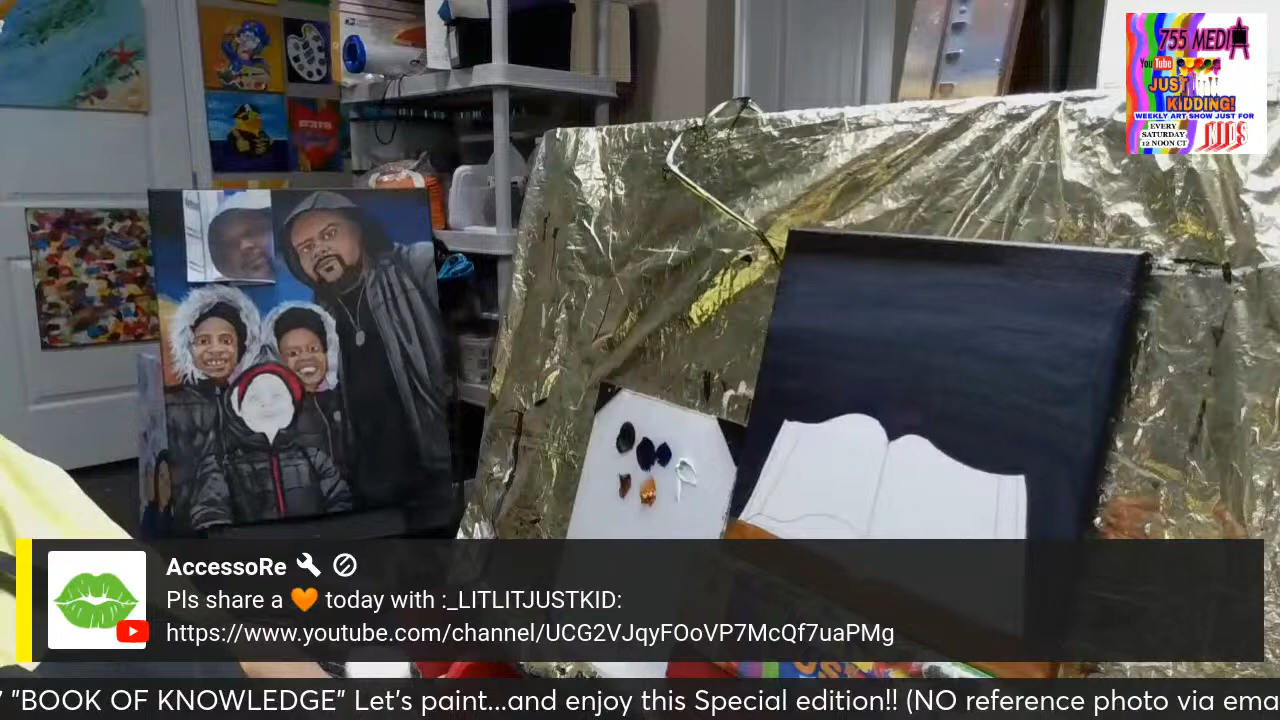 755 MEDIA
YouTube
JUST
KIDDING!
WEEKLY ART SHOW JUST FOR
EVERY
SATURDAY
12 NOON CT
KIDS
AccessoRe
Pls share a 🧡 today with :_LITLITJUSTKID:
https://www.youtube.com/channel/UCG2VJqyFOoVP7McQf7uaPMg
"BOOK OF KNOWLEDGE" Let's paint...and enjoy this Special edition!! (NO reference photo via ema